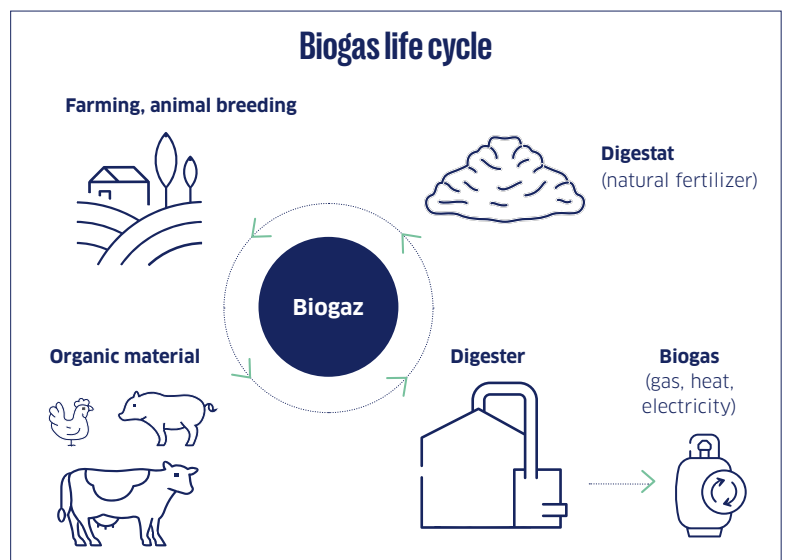 Biogas life cycle
Farming, animal breeding
Digestat
(natural fertilizer)
Biogaz
Organic material
Digester
Biogas
(gas, heat,
electricity)